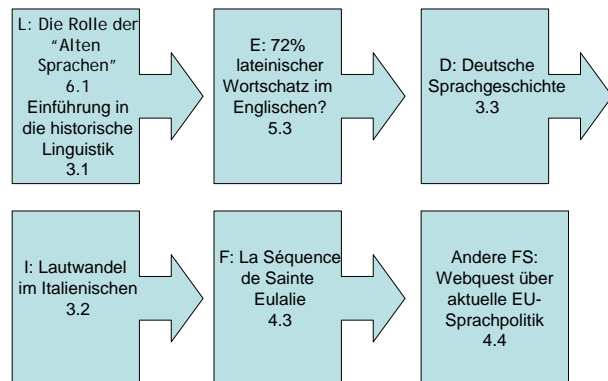 L: Die Rolle der
"Alten
Sprachen"
6.1
Einführung in
die historische
Linguistik
3.1
E: 72%
lateinischer
Wortschatz im
Englischen?
5.3
D: Deutsche
Sprachgeschichte
3.3
I: Lautwandel
im Italienischen
3.2
F: La Séquence
de Sainte
Eulalie
4.3
Andere FS:
Webquest über
aktuelle EU-
Sprachpolitik
4.4